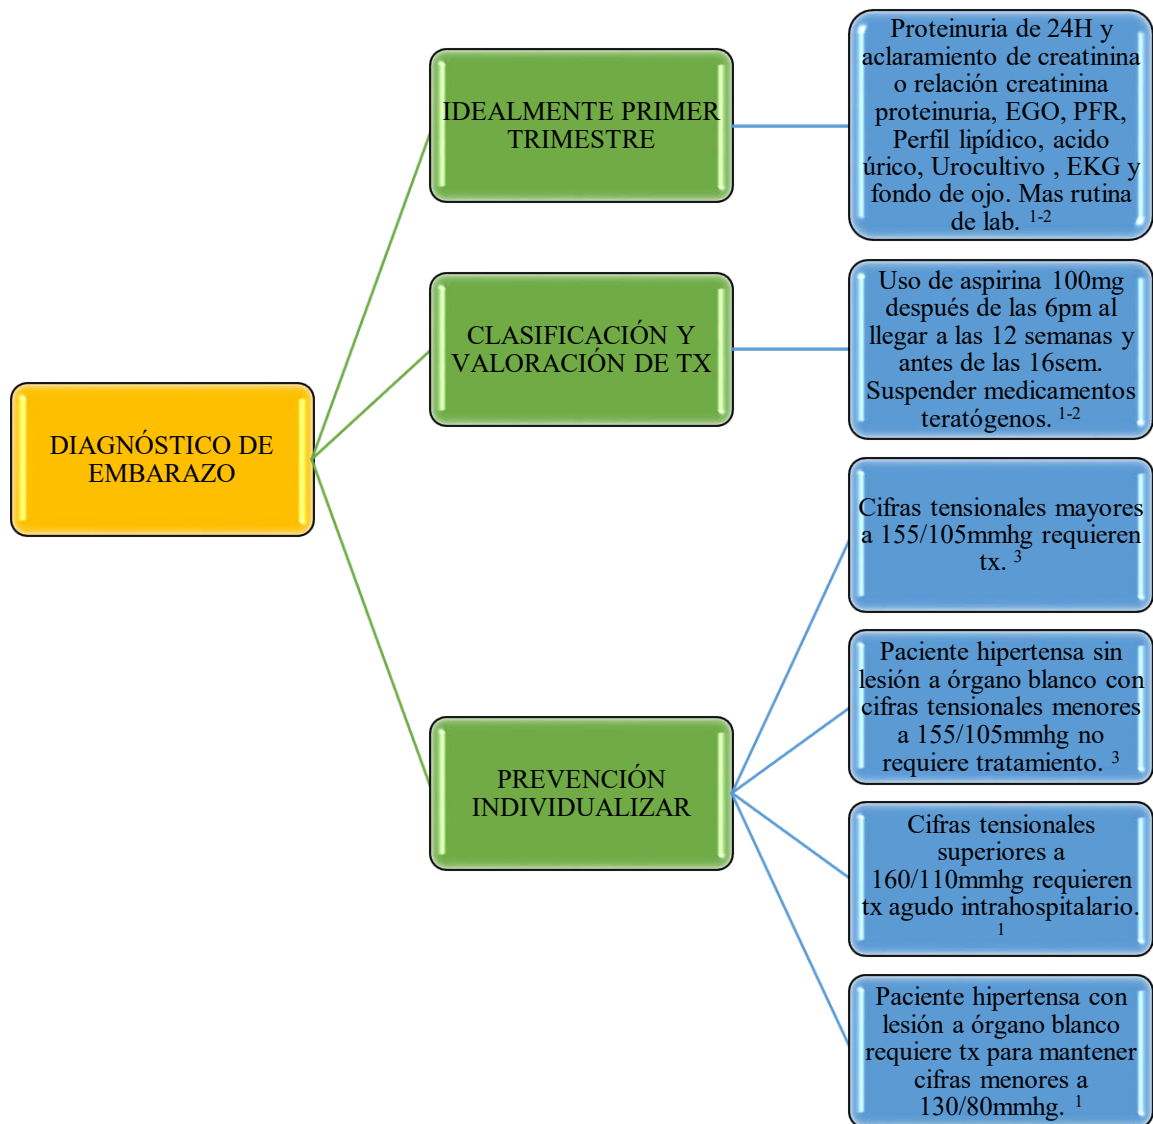 DIAGNÓSTICO DE
EMBARAZO
IDEALMENTE PRIMER
TRIMESTRE
Proteinuria de 24H y
aclaramiento de creatinina
o relación creatinina
proteinuria, EGO, PFR,
Perfil lipídico, acido
úrico, Urocultivo , EKG y
fondo de ojo. Mas rutina
de lab. 1-2
CLASIFICACIÓN Y
VALORACIÓN DE TX
Uso de aspirina 100mg
después de las 6pm al
llegar a las 12 semanas y
antes de las 16sem.
Suspender medicamentos
teratógenos. 1-2
PREVENCIÓN
INDIVIDUALIZAR
Cifras tensionales mayores
a 155/105mmhg requieren
tx. 3
Paciente hipertensa sin
lesión a órgano blanco con
cifras tensionales menores
a 155/105mmhg no
requiere tratamiento. 3
Cifras tensionales
superiores a
160/110mmhg requieren
tx agudo intrahospitalario.
1
Paciente hipertensa con
lesión a órgano blanco
requiere tx para mantener
cifras menores a
130/80mmhg. 1